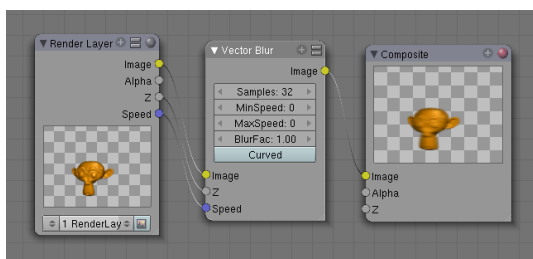 Render Layer
Image
Alpha
Z
Speed
1 RenderLay
Vector Blur
Image
Samples: 32
MinSpeed: 0
MaxSpeed: 0
BlurFac: 1.00
Curved
Image
Z
Speed
Composite
Image
Alpha
Z